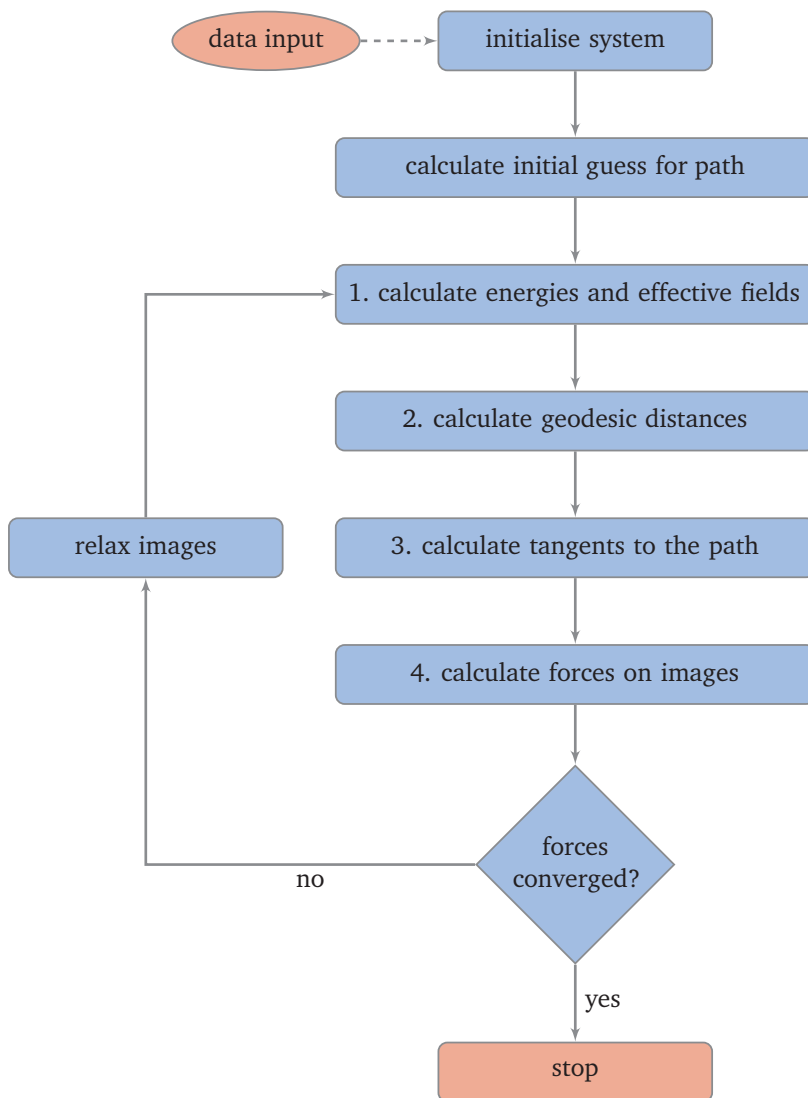 data input
initialise system
calculate initial guess for path
1. calculate energies and effective fields
2. calculate geodesic distances
relax images
3. calculate tangents to the path
4. calculate forces on images
forces
converged?
no
yes
stop